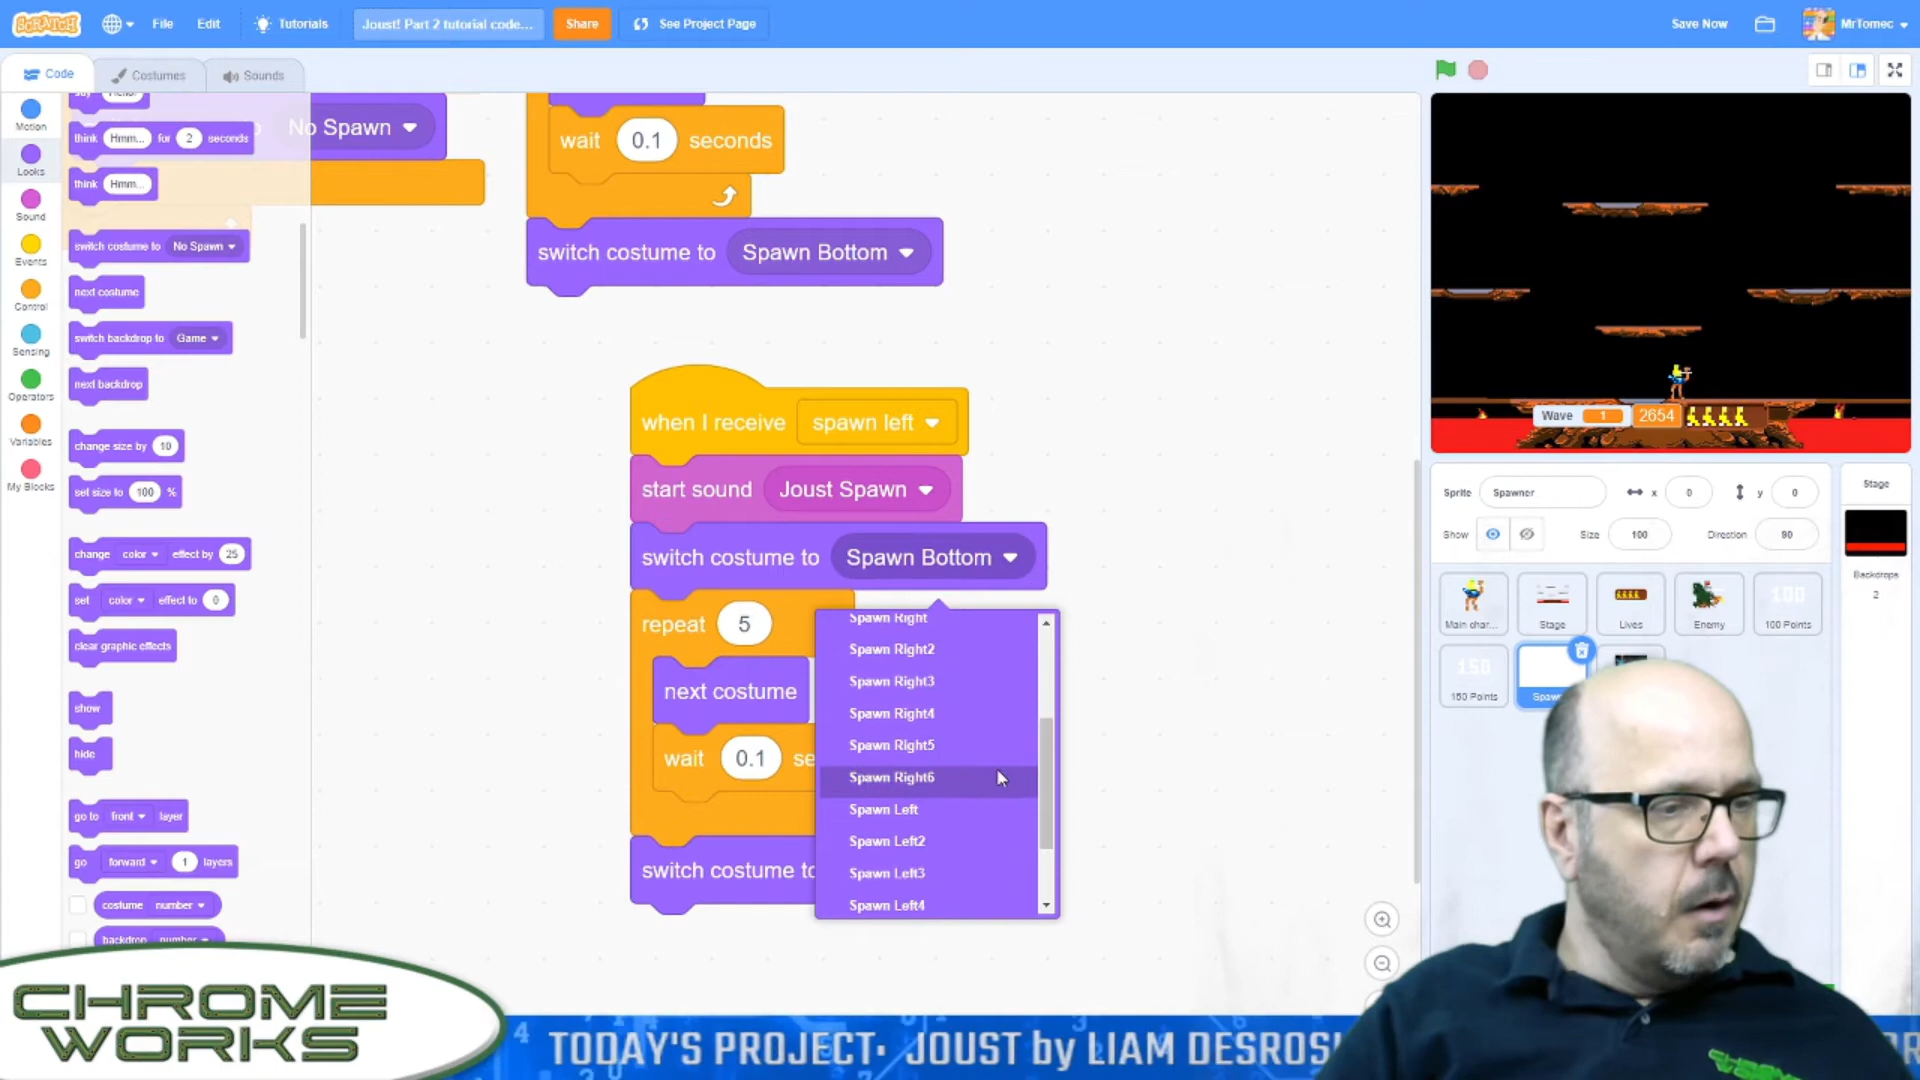 SCRATCH
File
Edit
Tutorials
Joust! Part 2 tutorial code...
Share
See Project Page
Save Now
MrTomec
Code
Costumes
Sounds
Motion
Looks
Sound
Events
Control
Sensing
Operators
Variables
My Blocks
think Hmm... for 2 seconds
think Hmm...
switch costume to No Spawn
next costume
switch backdrop to Game
next backdrop
change size by 10
set size to 100 %
change color effect by 25
set color effect to 0
clear graphic effects
show
hide
go to front layer
go forward 1 layers
costume number
backdrop number
No Spawn
wait 0.1 seconds
switch costume to Spawn Bottom
when I receive spawn left
start sound Joust Spawn
switch costume to Spawn Bottom
repeat 5
next costume
wait 0.1 se
switch costume to
Spawn Right
Spawn Right2
Spawn Right3
Spawn Right4
Spawn Right5
Spawn Right6
Spawn Left
Spawn Left2
Spawn Left3
Spawn Left4
Wave 1 2654
Sprite Spawner x 0 y 0
Show Size 100 Direction 90
Main char...
Stage
Lives
Enemy
100
100 Points
150
150 Points
Spawn
Stage
Backdrops
2
CHROME
WORKS
TODAY'S PROJECT: JOUST by LIAM DESROSI